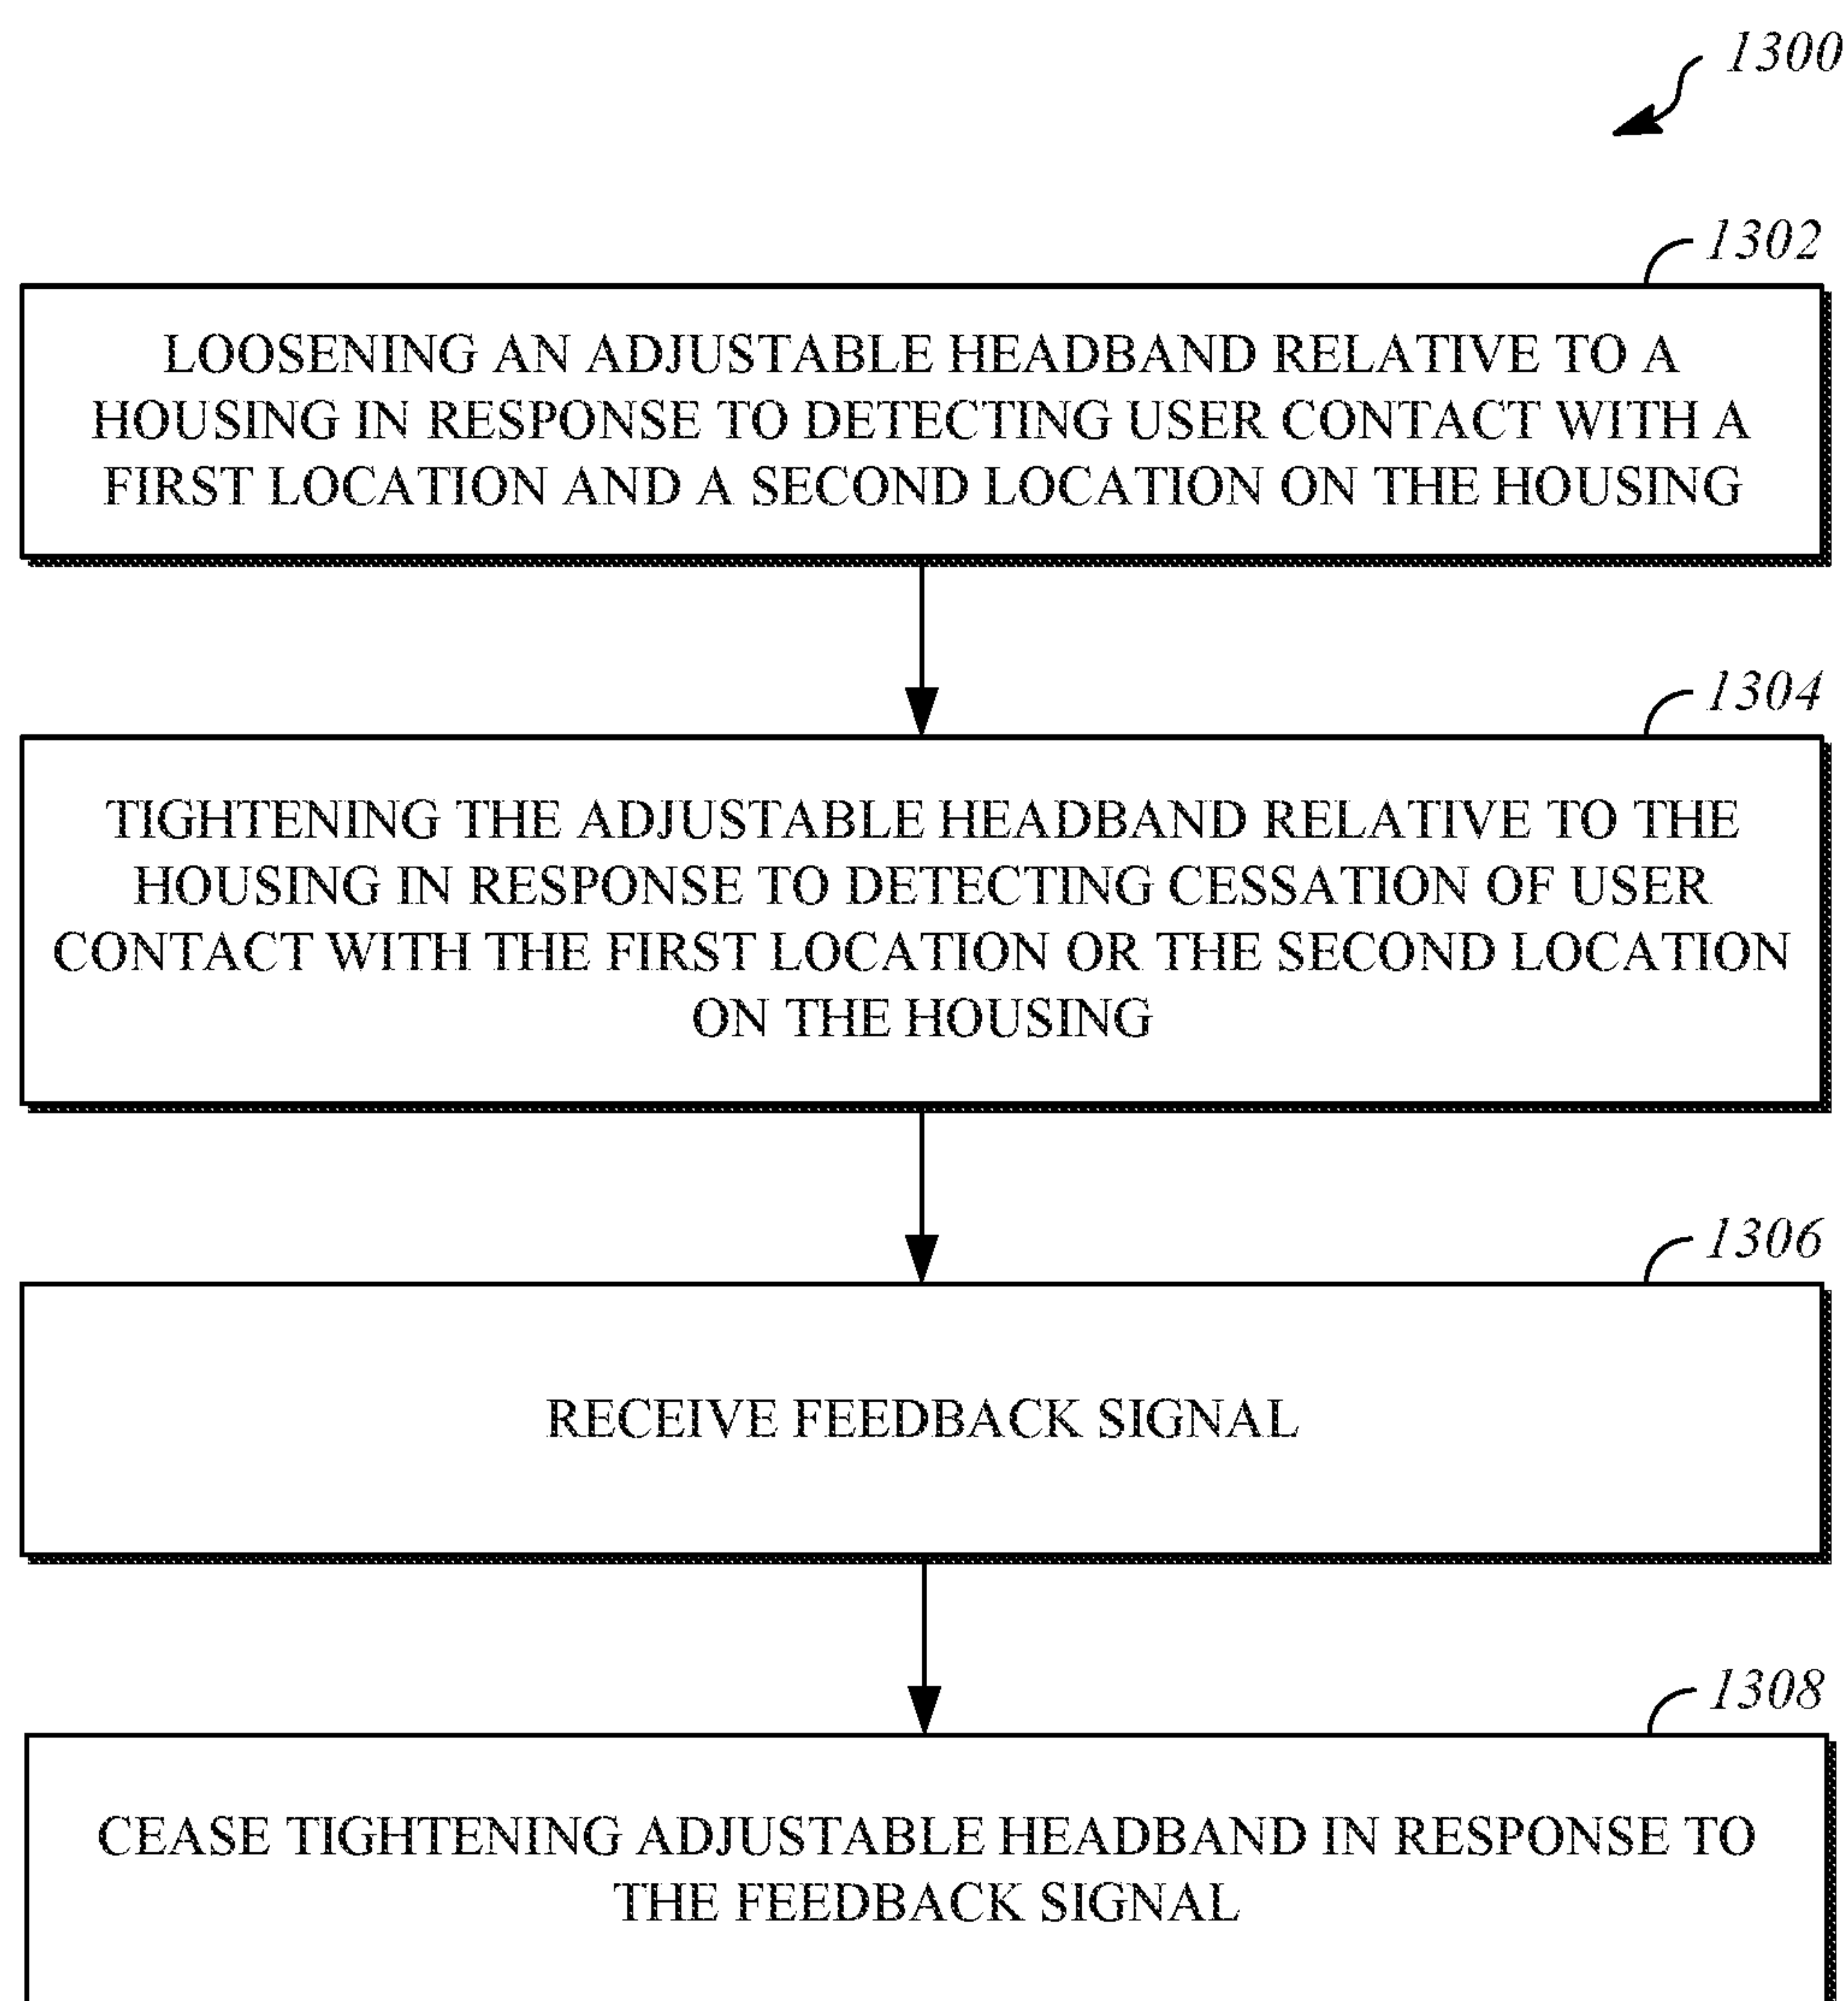 1300
1302
LOOSENING AN ADJUSTABLE HEADBAND RELATIVE TO A
HOUSING IN RESPONSE TO DETECTING USER CONTACT WITH A
FIRST LOCATION AND A SECOND LOCATION ON THE HOUSING
1304
TIGHTENING THE ADJUSTABLE HEADBAND RELATIVE TO THE
HOUSING IN RESPONSE TO DETECTING CESSATION OF USER
CONTACT WITH THE FIRST LOCATION OR THE SECOND LOCATION
ON THE HOUSING
1306
RECEIVE FEEDBACK SIGNAL
1308
CEASE TIGHTENING ADJUSTABLE HEADBAND IN RESPONSE TO
THE FEEDBACK SIGNAL